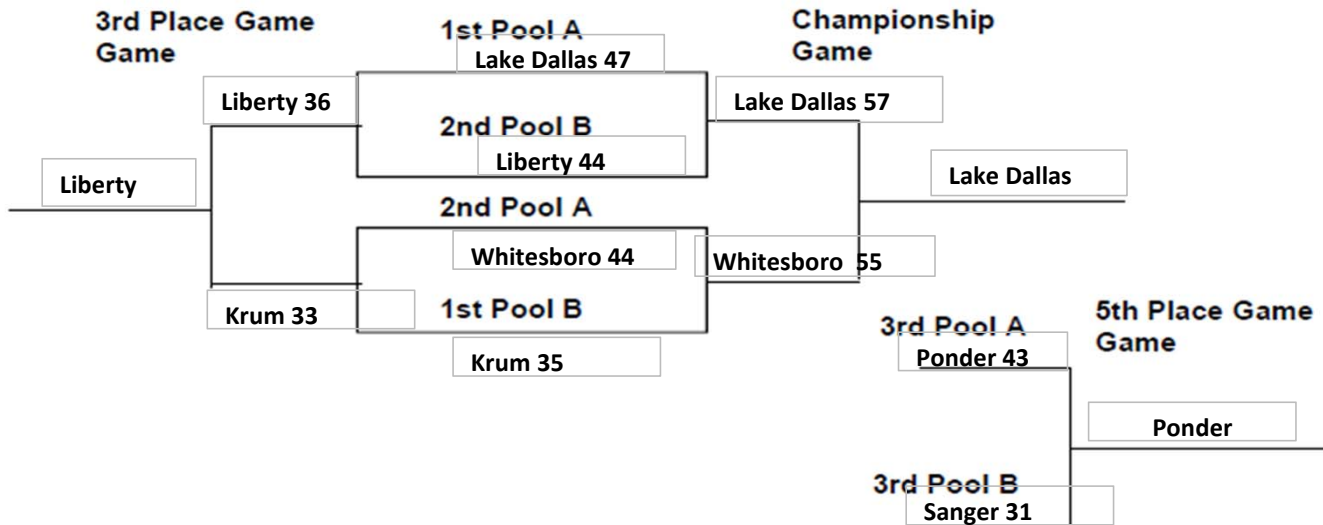 3rd Place Game
Game
1st Pool A
Lake Dallas 47
Championship
Game
Liberty 36
Lake Dallas 57
2nd Pool B
Liberty 44
Liberty
Lake Dallas
2nd Pool A
Whitesboro 44
Whitesboro  55
Krum 33
1st Pool B
Krum 35
3rd Pool A
Ponder 43
5th Place Game
Game
Ponder
3rd Pool B
Sanger 31